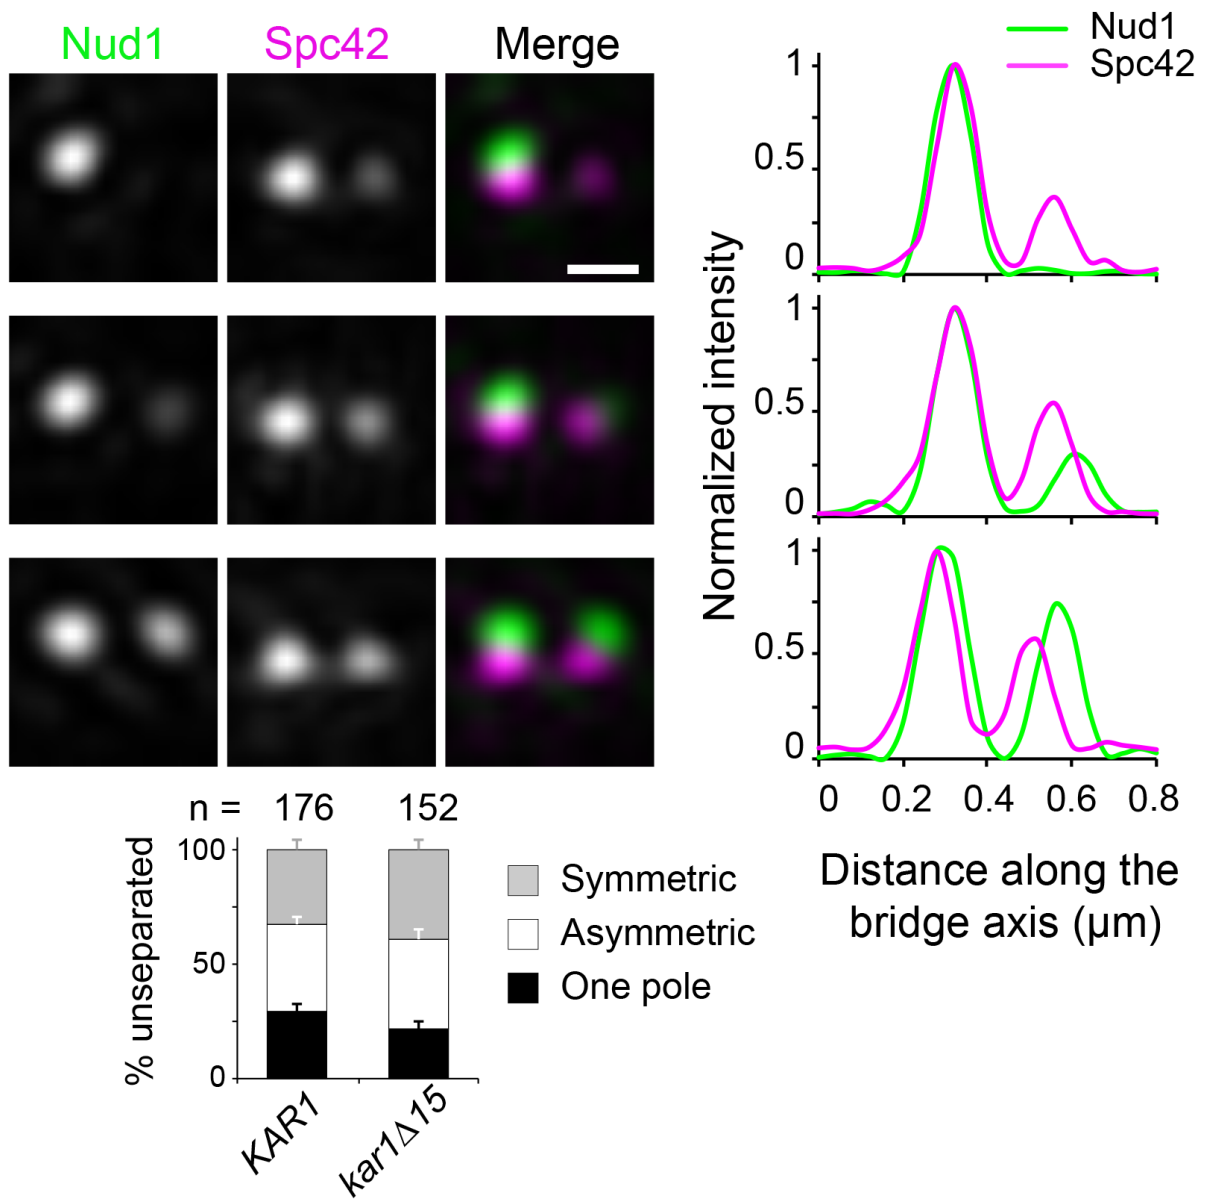 Nud1 Spc42 Merge
Nud1
Spc42
1
0.5
0
1
0.5
0
1
0.5
0
Normalized intensity
0 0.2 0.4 0.6 0.8
Distance along the
bridge axis (μm)
n = 176 152
% unseparated
100
50
0
KAR1
kar1Δ15
Symmetric
Asymmetric
One pole